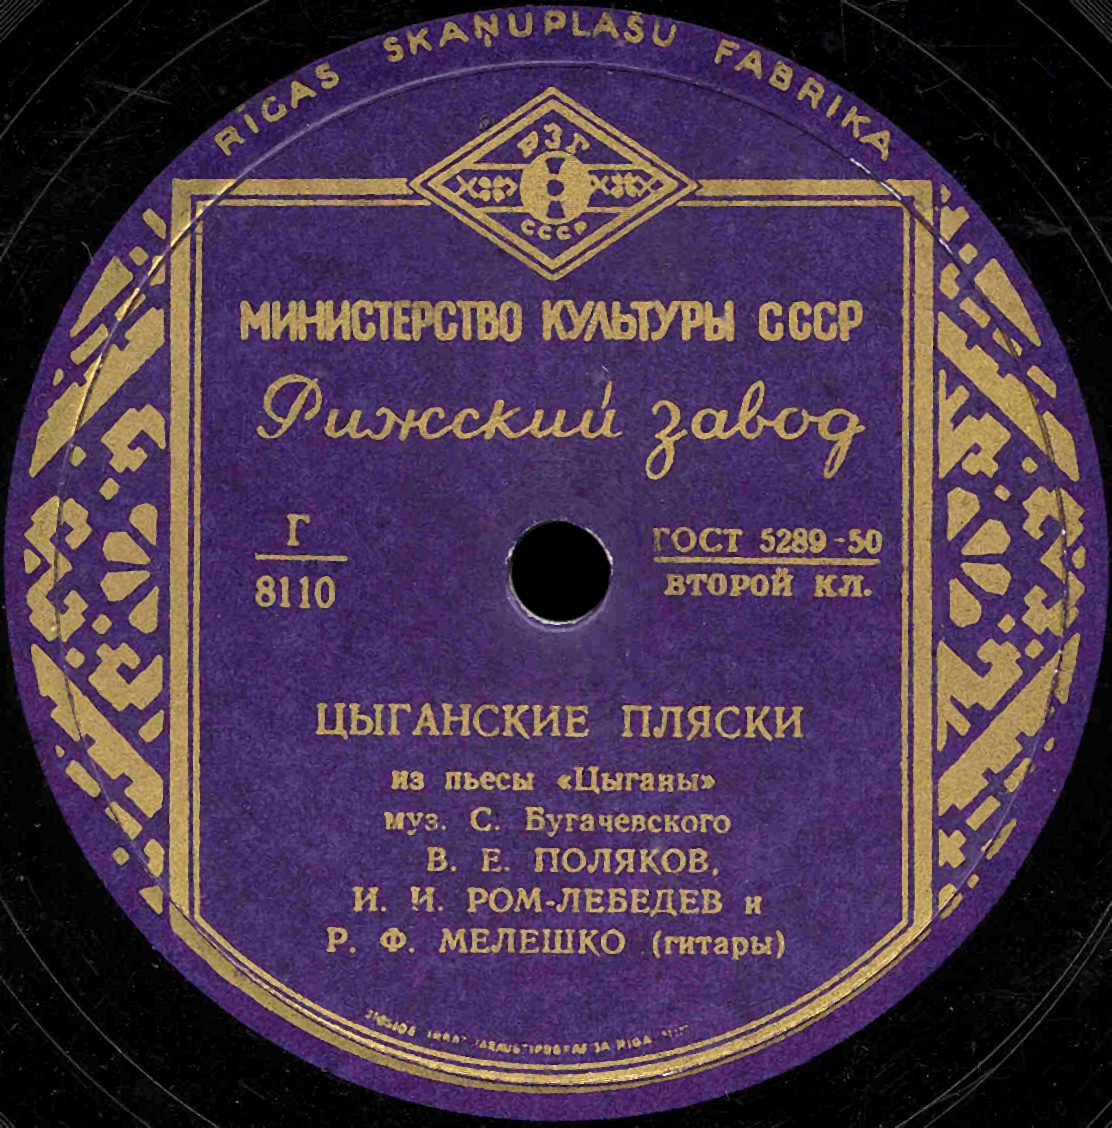 RĪGAS SKAŅUPLAŠU FABRIKA
РЗГ
СССР
МИНИСТЕРСТВО КУЛЬТУРЫ СССР
Рижский завод
Г
8110
ГОСТ 5289-50
ВТОРОЙ КЛ.
ЦЫГАНСКИЕ ПЛЯСКИ
из пьесы «Цыганы»
муз. С. Бугачевского
В. Е. ПОЛЯКОВ,
И. И. РОМ-ЛЕБЕДЕВ и
Р. Ф. МЕЛЕШКО (гитары)
RIGA